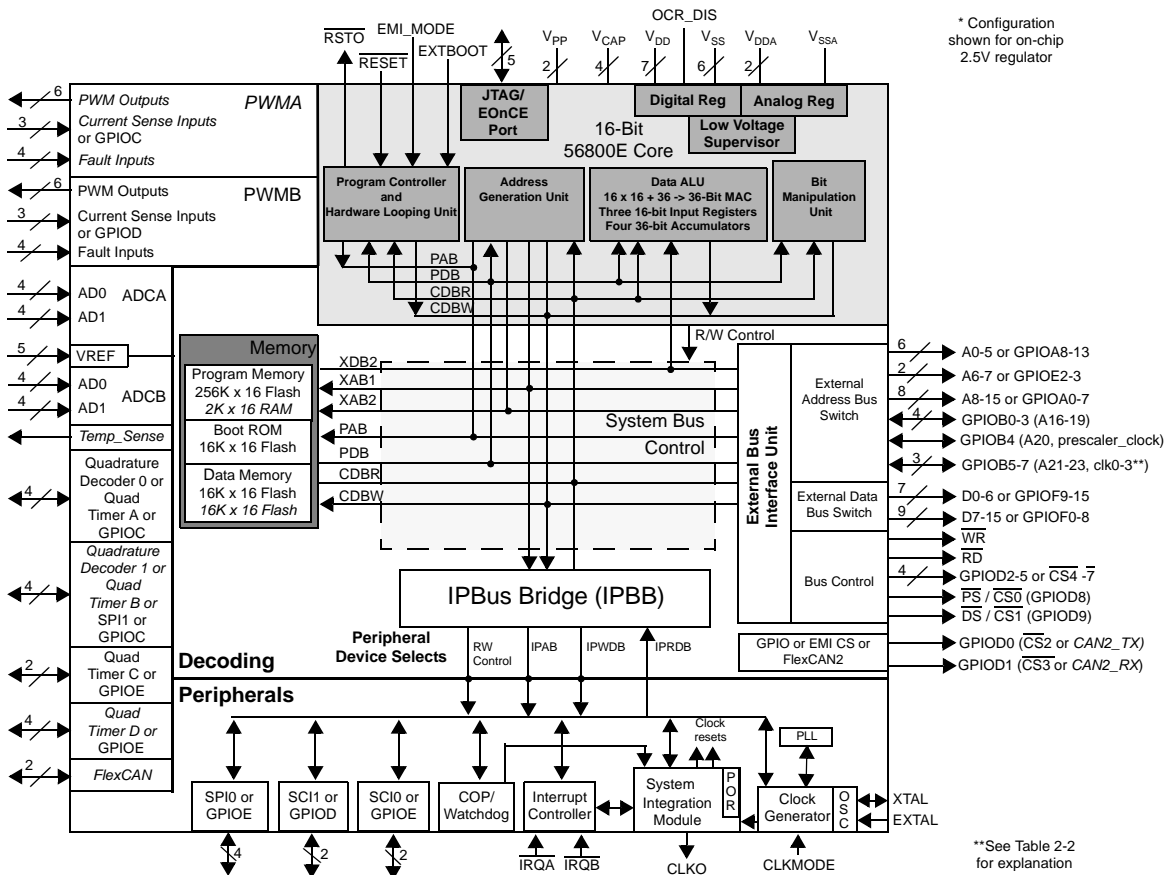 OCR_DIS
* Configuration
shown for on-chip
2.5V regulator
RSTO
EMI_MODE
RESET
EXTBOOT
5
VPP
2
VCAP
4
VDD
7
VSS
6
VDDA
2
VSSA
6
PWM Outputs
PWMA
3
Current Sense Inputs
or GPIOC
4
Fault Inputs
6
PWM Outputs
PWMB
3
Current Sense Inputs
or GPIOD
4
Fault Inputs
JTAG/
EOnCE
Port
Digital Reg
Analog Reg
Low Voltage
Supervisor
16-Bit
56800E Core
Program Controller
and
Hardware Looping Unit
Address
Generation Unit
Data ALU
16 x 16 + 36 -> 36-Bit MAC
Three 16-bit Input Registers
Four 36-bit Accumulators
Bit
Manipulation
Unit
PAB
PDB
CDBR
CDBW
R/W Control
4
AD0
ADCA
4
AD1
5
VREF
4
AD0
ADCB
4
AD1
Temp_Sense
4
Quadrature
Decoder 0 or
Quad
Timer A or
GPIOC
4
Quadrature
Decoder 1 or
Quad
Timer B or
SPI1 or
GPIOC
2
Quad
Timer C or
GPIOE
4
Quad
Timer D or
GPIOE
2
FlexCAN
Memory
Program Memory
256K x 16 Flash
2K x 16 RAM
Boot ROM
16K x 16 Flash
Data Memory
16K x 16 Flash
16K x 16 Flash
XDB2
XAB1
XAB2
PAB
PDB
CDBR
CDBW
System Bus
Control
External Bus
Interface Unit
External
Address Bus
Switch
External Data
Bus Switch
Bus Control
6
A0-5 or GPIOA8-13
2
A6-7 or GPIOE2-3
8
A8-15 or GPIOA0-7
4
GPIOB0-3 (A16-19)
GPIOB4 (A20, prescaler_clock)
3
GPIOB5-7 (A21-23, clk0-3**)
7
D0-6 or GPIOF9-15
9
D7-15 or GPIOF0-8
WR
RD
4
GPIOD2-5 or CS4 -7
PS / CS0 (GPIOD8)
DS / CS1 (GPIOD9)
GPIO or EMI CS or
FlexCAN2
GPIOD0 (CS2 or CAN2_TX)
GPIOD1 (CS3 or CAN2_RX)
IPBus Bridge (IPBB)
Peripheral
Device Selects
RW
Control
IPAB
IPWDB
IPRDB
Decoding
Peripherals
Clock
resets
PLL
SPI0 or
GPIOE
SCI1 or
GPIOD
SCI0 or
GPIOE
COP/
Watchdog
Interrupt
Controller
System
Integration
Module
POR
Clock
Generator
OSC
XTAL
EXTAL
4
2
2
IRQA
IRQB
CLKO
CLKMODE
**See Table 2-2
for explanation